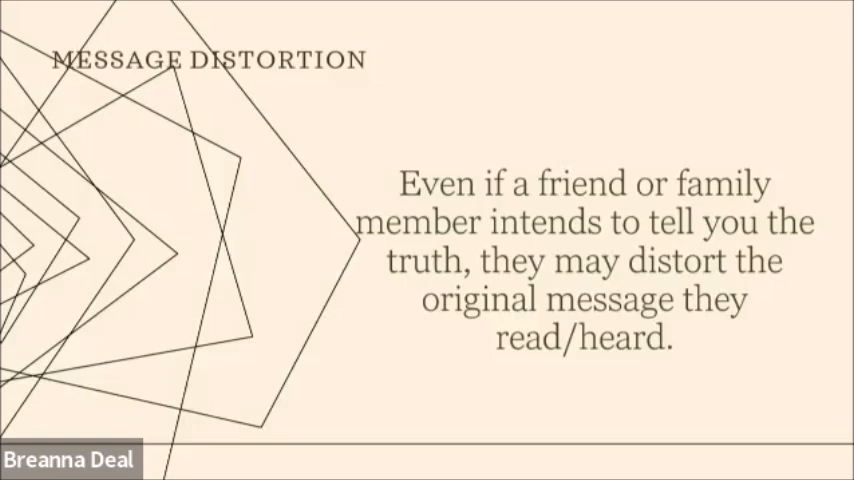 MESSAGE DISTORTION
Even if a friend or family
member intends to tell you the
truth, they may distort the
original message they
read/heard.
Breanna Deal